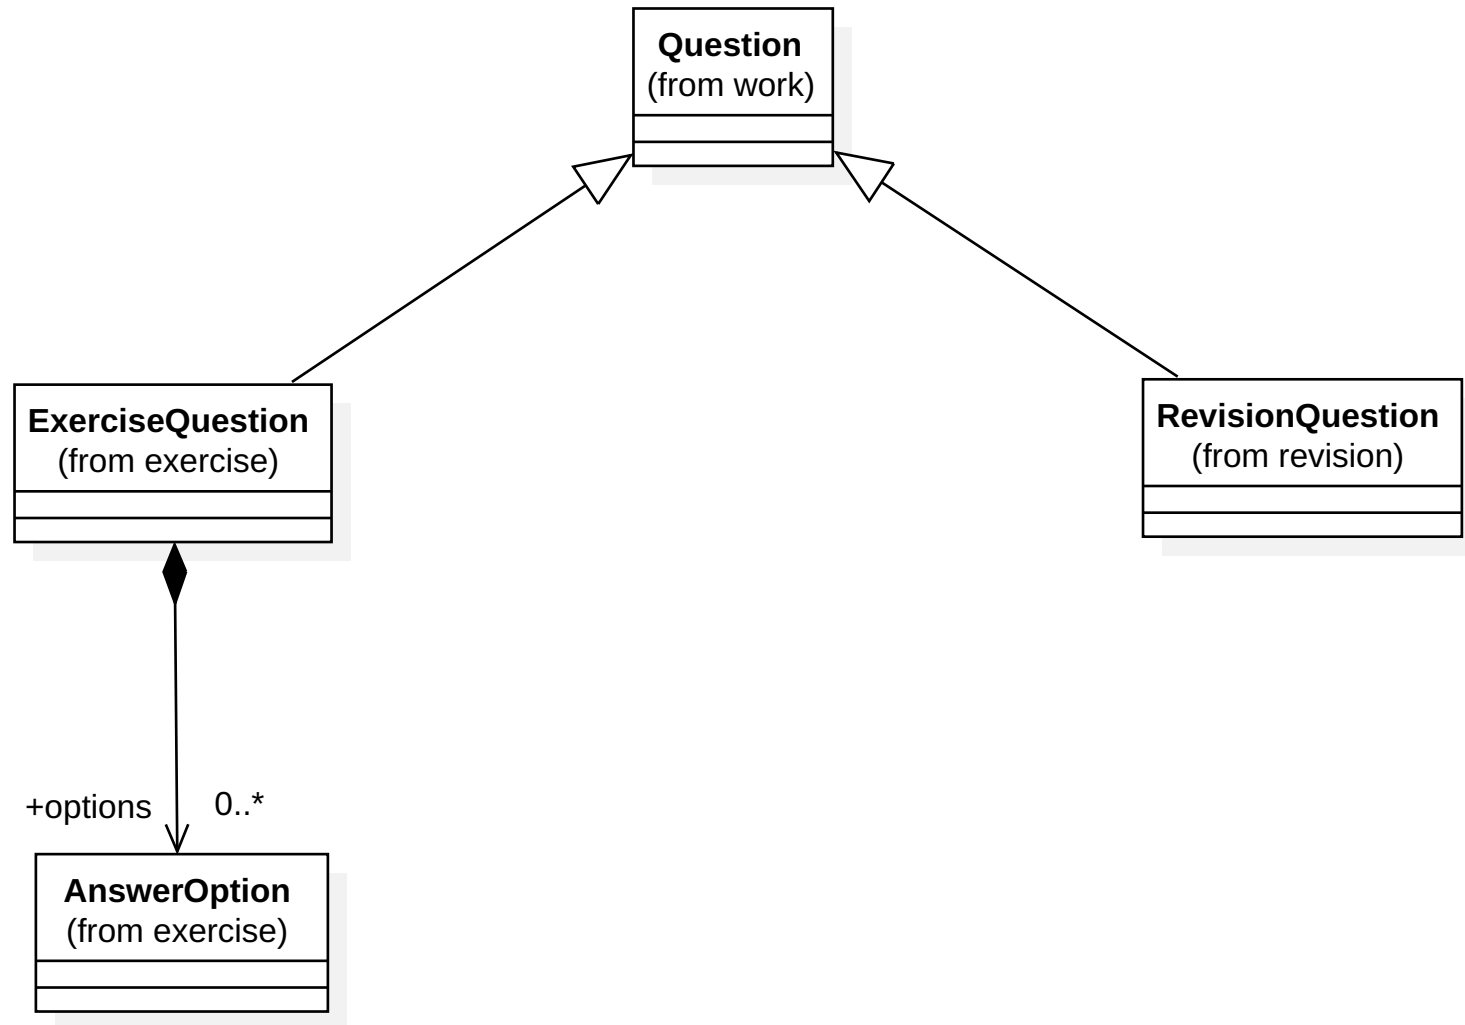 Question
(from work)
ExerciseQuestion
(from exercise)
RevisionQuestion
(from revision)
+options
0..*
AnswerOption
(from exercise)